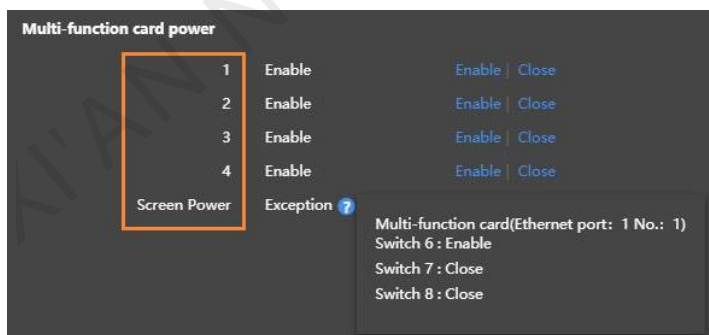 Multi-function card power
1 Enable Enable | Close
2 Enable Enable | Close
3 Enable Enable | Close
4 Enable Enable | Close
Screen Power Exception ?
Multi-function card(Ethernet port: 1 No.: 1)
Switch 6 : Enable
Switch 7 : Close
Switch 8 : Close
XI'AN